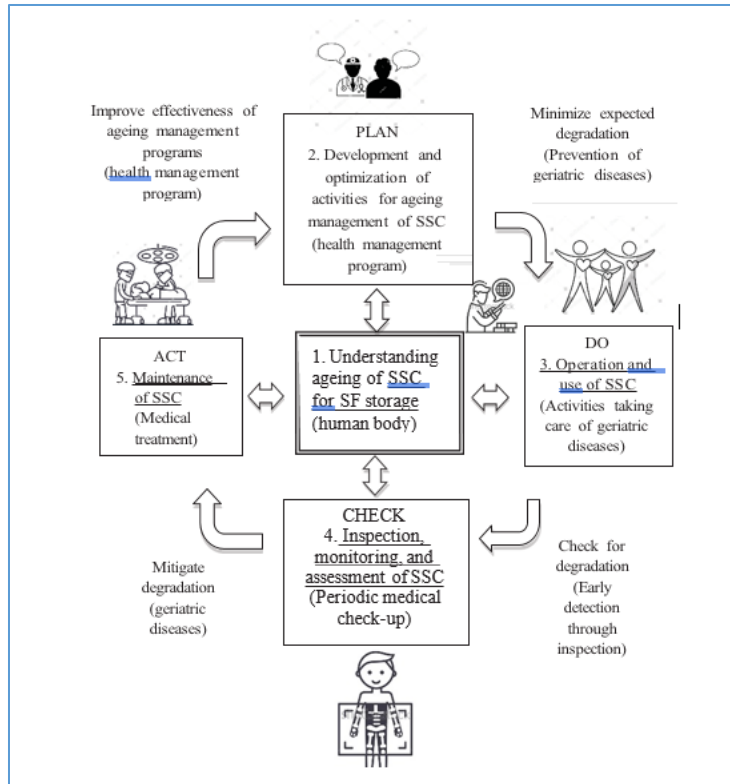 Improve effectiveness of
ageing management
programs
(health management
program)
PLAN
2. Development and
optimization of
activities for ageing
management of SSC
(health management
program)
Minimize expected
degradation
(Prevention of
geriatric diseases)
ACT
5. Maintenance
of SSC
(Medical
treatment)
1. Understanding
ageing of SSC
for SF storage
(human body)
DO
3. Operation and
use of SSC
(Activities taking
care of geriatric
diseases)
Mitigate
degradation
(geriatric
diseases)
CHECK
4. Inspection,
monitoring, and
assessment of SSC
(Periodic medical
check-up)
Check for
degradation
(Early
detection
through
inspection)